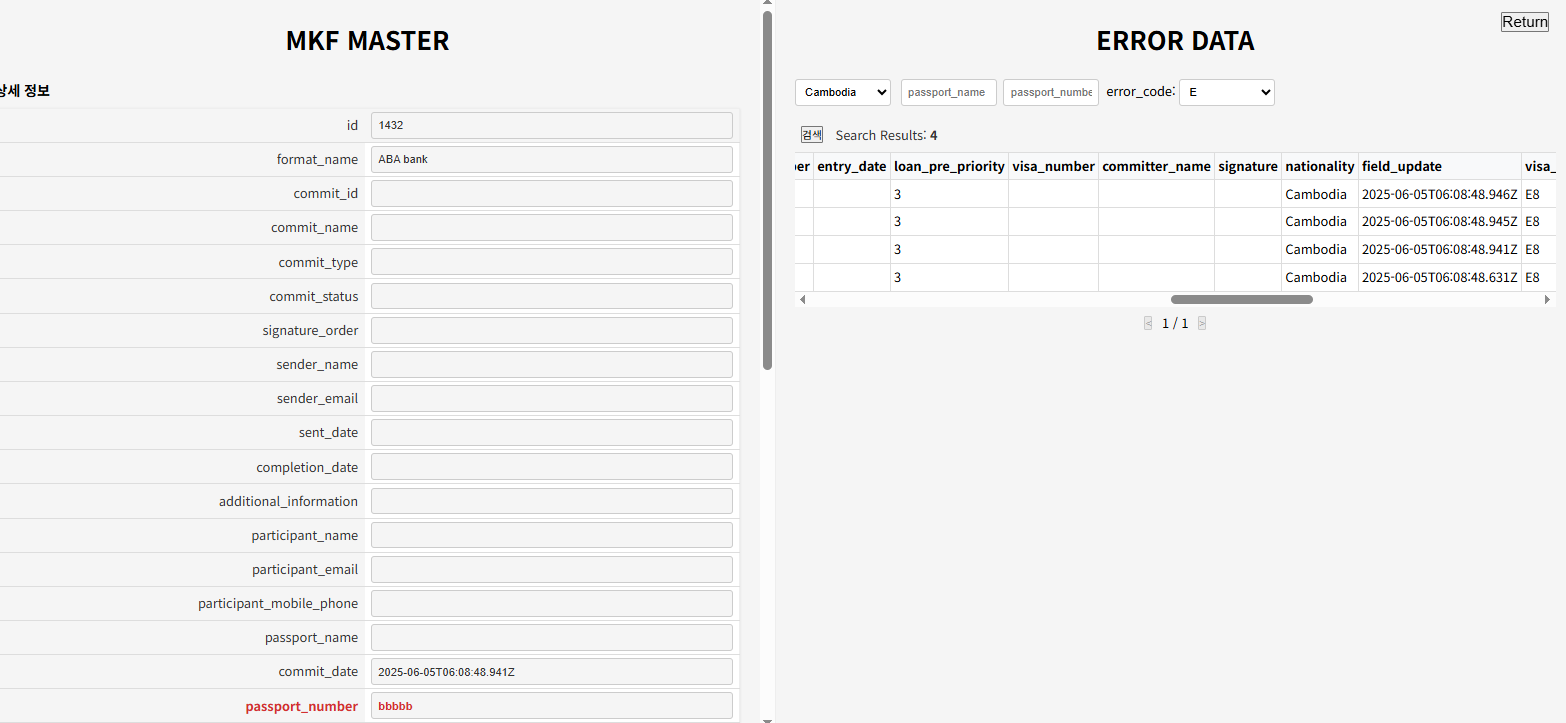 MKF MASTER
상세 정보
id 1432
format_name ABA bank
commit_id
commit_name
commit_type
commit_status
signature_order
sender_name
sender_email
sent_date
completion_date
additional_information
participant_name
participant_email
participant_mobile_phone
passport_name
commit_date 2025-06-05T06:08:48.941Z
passport_number bbbbb
Return
ERROR DATA
Cambodia passport_name passport_numbe error_code: E
검색 Search Results: 4
er entry_date loan_pre_priority visa_number committer_name signature nationality field_update visa_
3 Cambodia 2025-06-05T06:08:48.946Z E8
3 Cambodia 2025-06-05T06:08:48.945Z E8
3 Cambodia 2025-06-05T06:08:48.941Z E8
3 Cambodia 2025-06-05T06:08:48.631Z E8
< 1 / 1 >